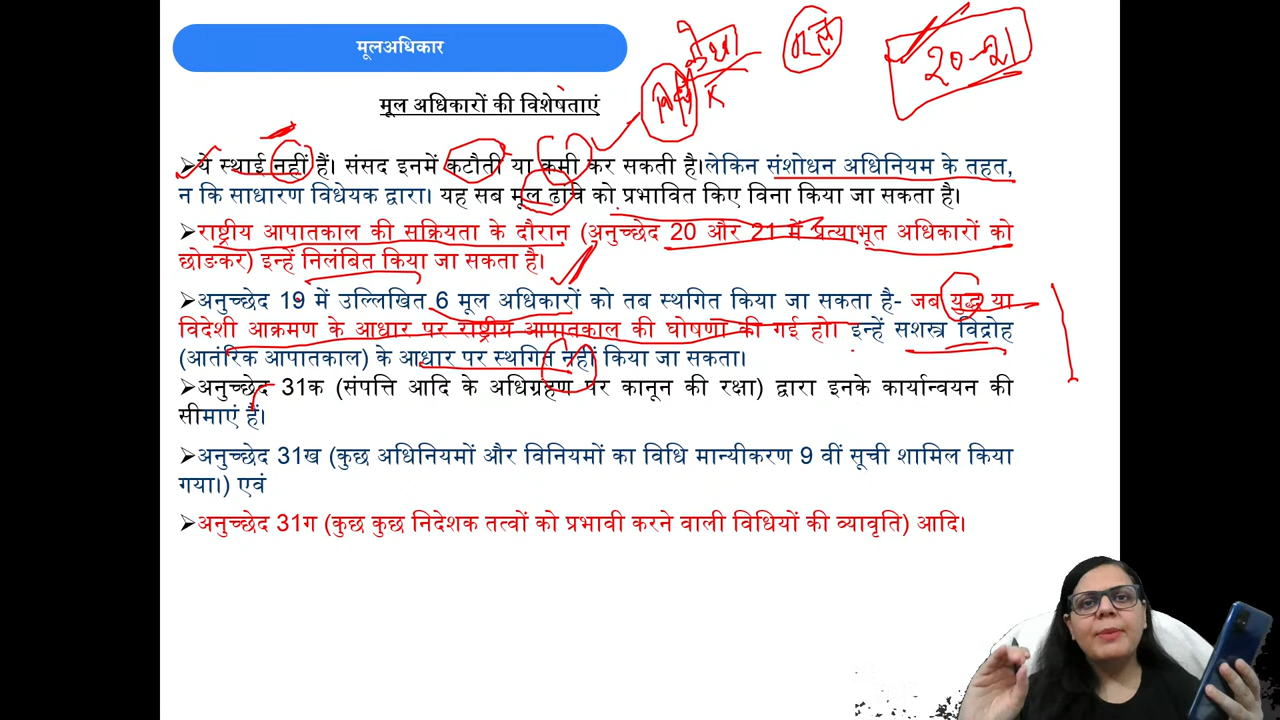 मूलअधिकार
मूल अधिकारों की विशेषताएं
२०-२१
➢ये स्थाई नहीं हैं। संसद इनमें कटौती या कमी कर सकती है।लेकिन संशोधन अधिनियम के तहत,
न कि साधारण विधेयक द्वारा। यह सब मूल ढांचे को प्रभावित किए विना किया जा सकता है।
➢राष्ट्रीय आपातकाल की सक्रियता के दौरान (अनुच्छेद 20 और 21 में प्रत्याभूत अधिकारों को
छोङकर) इन्हें निलंबित किया जा सकता है।
➢अनुच्छेद 19 में उल्लिखित 6 मूल अधिकारों को तब स्थगित किया जा सकता है- जब युद्ध या
विदेशी आक्रमण के आधार पर राष्ट्रीय आपातकाल की घोषणा की गई हो। इन्हें सशस्त्र विद्रोह
(आतंरिक आपातकाल) के आधार पर स्थगित नहीं किया जा सकता।
➢अनुच्छेद 31क (संपत्ति आदि के अधिग्रहण पर कानून की रक्षा) द्वारा इनके कार्यान्वयन की
सीमाएं हैं।
➢अनुच्छेद 31ख (कुछ अधिनियमों और विनियमों का विधि मान्यीकरण 9 वीं सूची शामिल किया
गया।) एवं
➢अनुच्छेद 31ग (कुछ कुछ निदेशक तत्वों को प्रभावी करने वाली विधियों की व्यावृति) आदि।